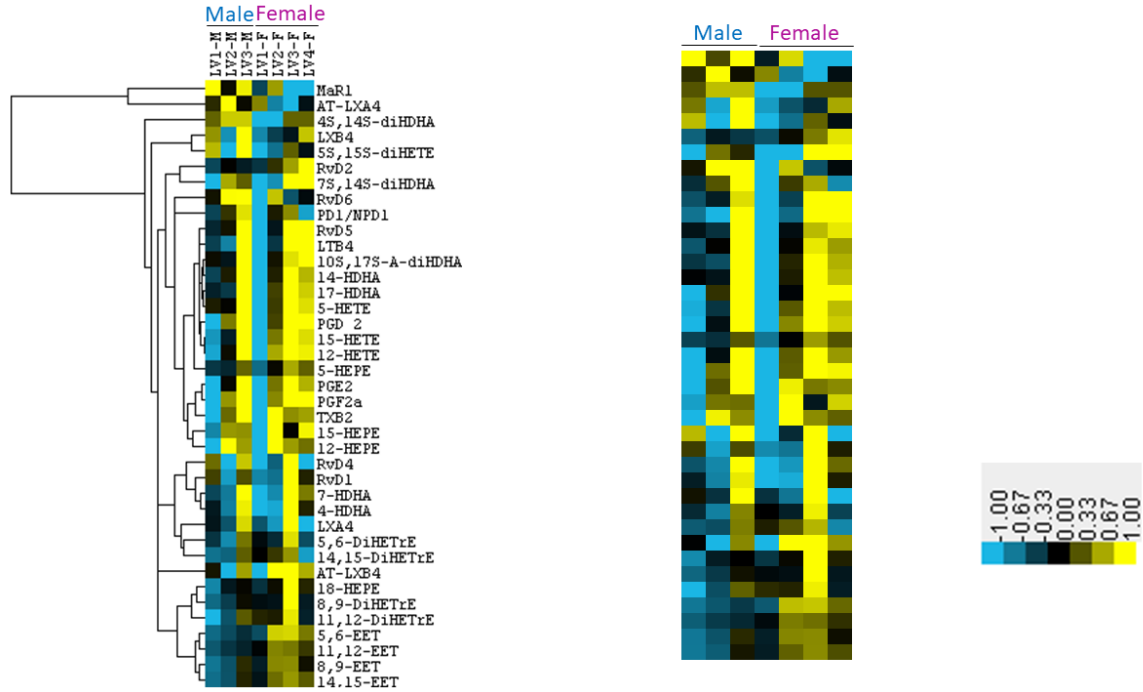 Male Female
LV1-M
LV2-M
LV3-M
LV1-F
LV2-F
LV3-F
LV4-F
MaR1
AT-LXA4
4S,14S-diHDHA
LXB4
5S,15S-diHETE
RvD2
7S,14S-diHDHA
RvD6
PD1/NPD1
RvD5
LTB4
10S,17S-A-diHDHA
14-HDHA
17-HDHA
5-HETE
PGD 2
15-HETE
12-HETE
5-HEPE
PGE2
PGF2a
TXB2
15-HEPE
12-HEPE
RvD4
RvD1
7-HDHA
4-HDHA
LXA4
5,6-DiHETrE
14,15-DiHETrE
AT-LXB4
18-HEPE
8,9-DiHETrE
11,12-DiHETrE
5,6-EET
11,12-EET
8,9-EET
14.15-EET
Male Female
-1.00
-0.67
-0.33
0.00
0.33
0.67
1.00